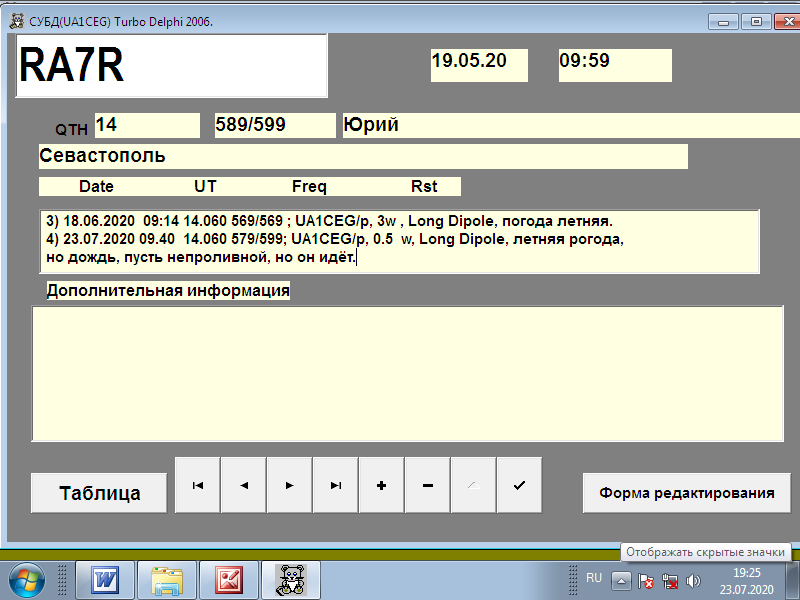 СУБД(UA1CEG) Turbo Delphi 2006.
RA7R
19.05.20
09:59
QTH 14
589/599
Юрий
Севастополь
Date UT Freq Rst
3) 18.06.2020 09:14 14.060 569/569 ; UA1CEG/p, 3w , Long Dipole, погода летняя.
4) 23.07.2020 09.40 14.060 579/599; UA1CEG/p, 0.5 w, Long Dipole, летняя рогода,
но дождь, пусть непроливной, но он идёт.
Дополнительная информация
Таблица
Форма редактирования
Отображать скрытые значки
RU
19:25
23.07.2020